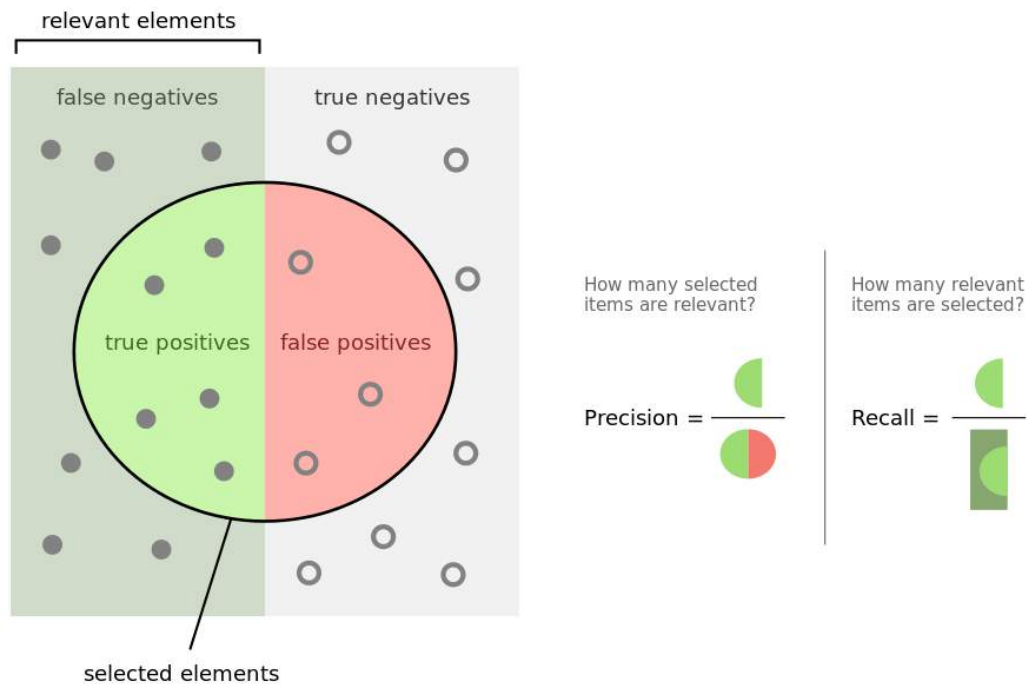 relevant elements
false negatives
true negatives
true positives
false positives
selected elements
How many selected
items are relevant?
Precision =
How many relevant
items are selected?
Recall =